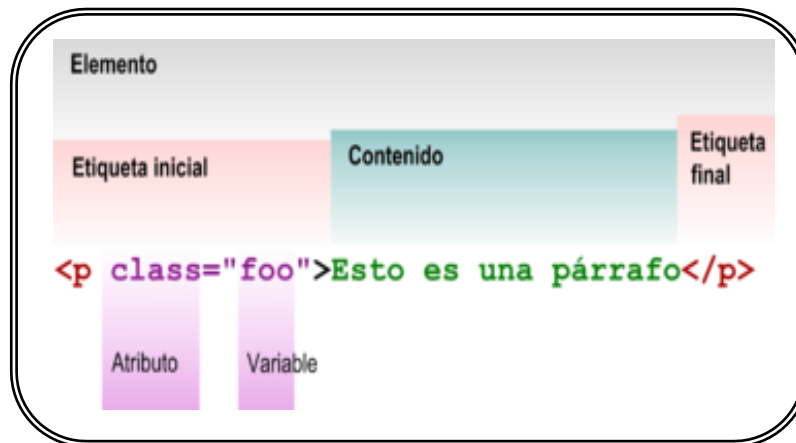 Elemento
Etiqueta inicial
Contenido
Etiqueta
final
<p class="foo">Esto es una párrafo</p>
Atributo
Variable